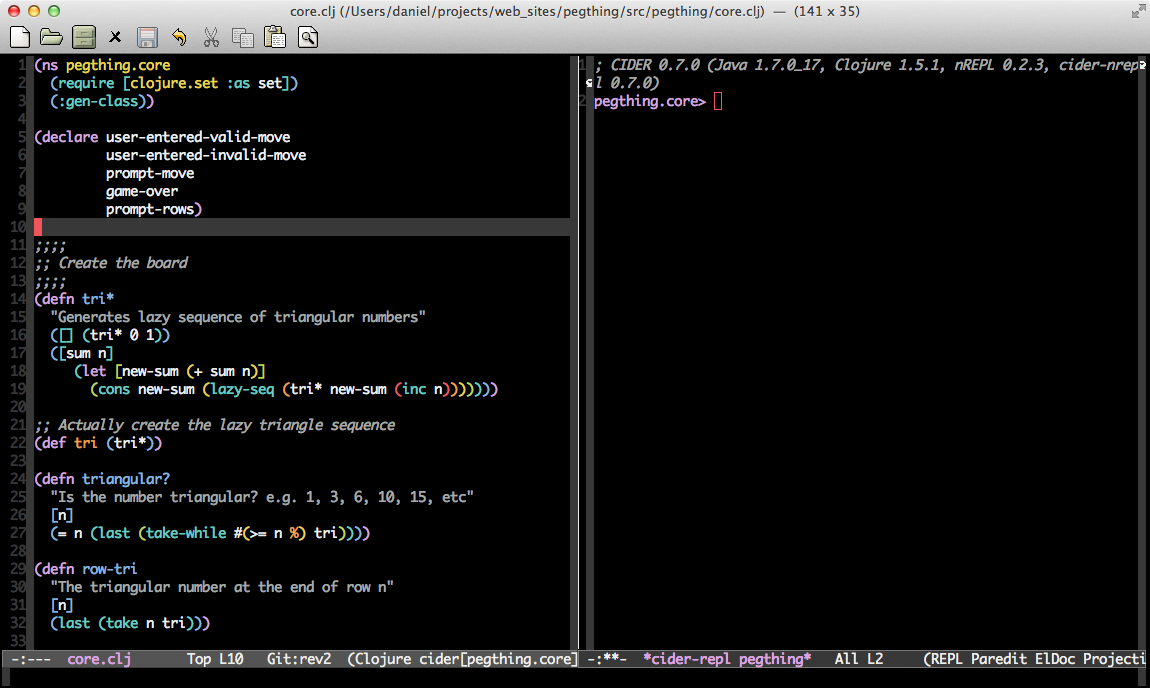 core.clj (/Users/daniel/projects/web_sites/pegthing/src/pegthing/core.clj)  —  (141 x 35)
1 (ns pegthing.core
2   (require [clojure.set :as set])
3   (:gen-class))
4
5 (declare user-entered-valid-move
6          user-entered-invalid-move
7          prompt-move
8          game-over
9          prompt-rows)
10
11 ;;;;
12 ;; Create the board
13 ;;;;
14 (defn tri*
15   "Generates lazy sequence of triangular numbers"
16   ([] (tri* 0 1))
17   ([sum n]
18      (let [new-sum (+ sum n)]
19        (cons new-sum (lazy-seq (tri* new-sum (inc n)))))))
20
21 ;; Actually create the lazy triangle sequence
22 (def tri (tri*))
23
24 (defn triangular?
25   "Is the number triangular? e.g. 1, 3, 6, 10, 15, etc"
26   [n]
27   (= n (last (take-while #(>= n %) tri))))
28
29 (defn row-tri
30   "The triangular number at the end of row n"
31   [n]
32   (last (take n tri)))
33
-:---  core.clj       Top L10   Git:rev2  (Clojure cider[pegthing.core]
1 ; CIDER 0.7.0 (Java 1.7.0_17, Clojure 1.5.1, nREPL 0.2.3, cider-nrep
l 0.7.0)
2 pegthing.core>
-:**-  *cider-repl pegthing*   All L2     (REPL Paredit ElDoc Projecti